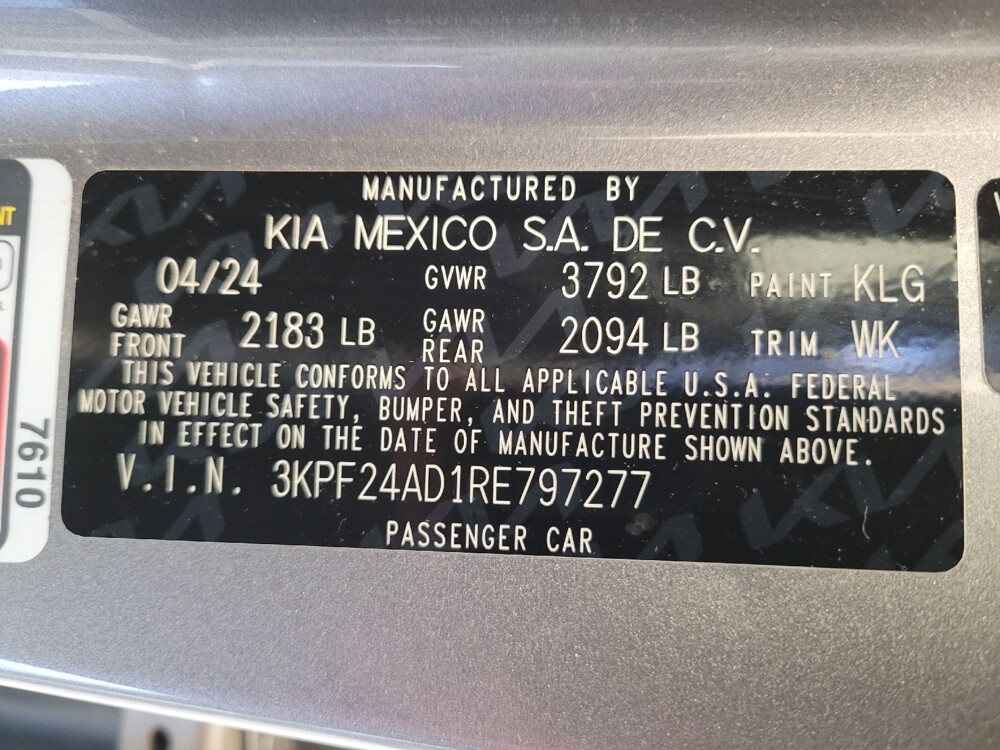 MANUFACTURED BY
KIA MEXICO S.A. DE C.V.
04/24 GVWR 3792 LB PAINT KLG
GAWR FRONT 2183 LB GAWR REAR 2094 LB TRIM WK
THIS VEHICLE CONFORMS TO ALL APPLICABLE U.S.A. FEDERAL
MOTOR VEHICLE SAFETY, BUMPER, AND THEFT PREVENTION STANDARDS
IN EFFECT ON THE DATE OF MANUFACTURE SHOWN ABOVE.
V.I.N. 3KPF24AD1RE797277
PASSENGER CAR
7610